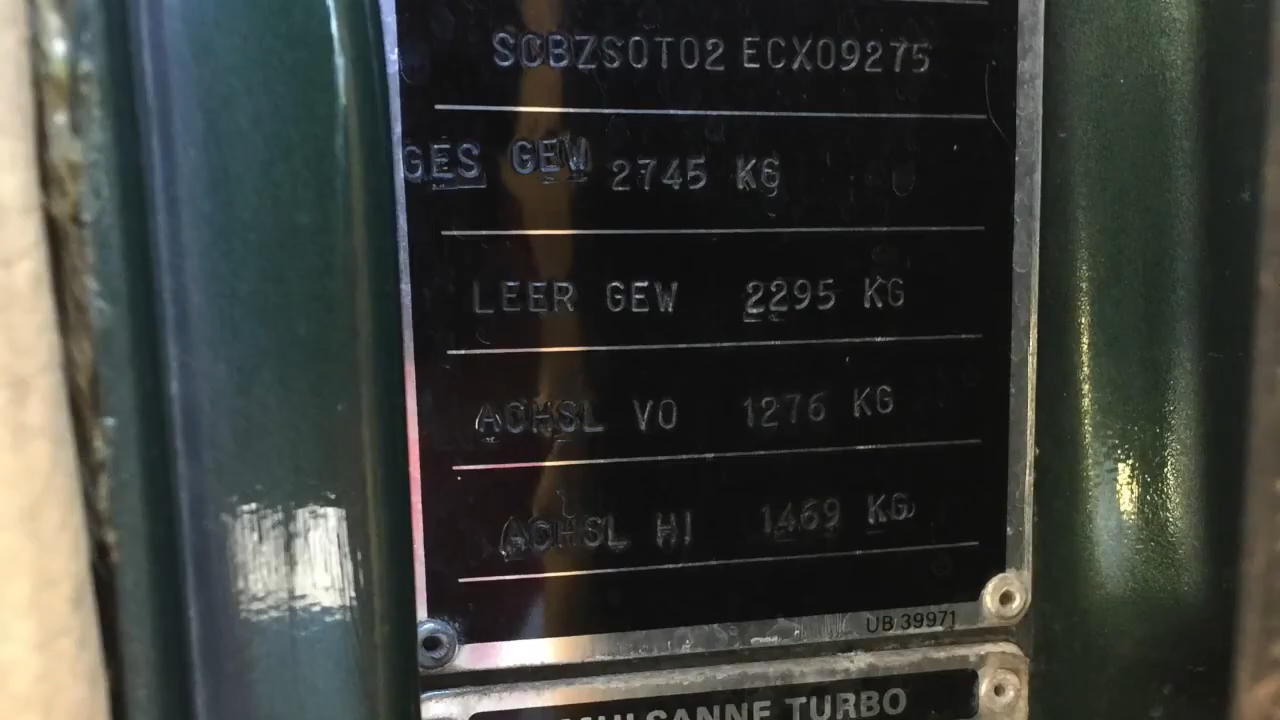 SCBZS0T02 ECX09275
GES GEW 2745 KG
LEER GEW 2295 KG
ACHSL VO 1276 KG
ACHSL HI 1469 KG
UB 39971
MULSANNE TURBO